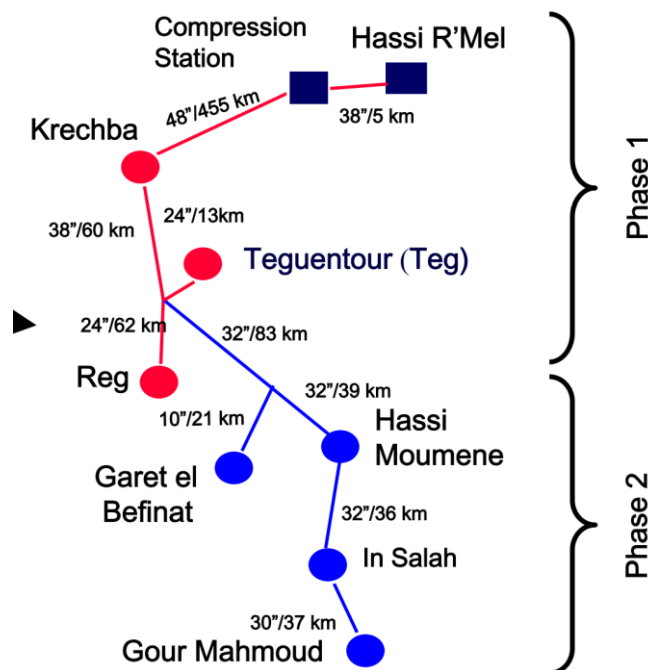 Compression
Station
Hassi R'Mel
48”/455 km
38”/5 km
Krechba
24”/13km
38”/60 km
Teguentour (Teg)
Phase 1
24”/62 km
32”/83 km
Reg
32”/39 km
10”/21 km
Hassi
Moumene
Garet el
Befinat
32”/36 km
Phase 2
In Salah
30”/37 km
Gour Mahmoud